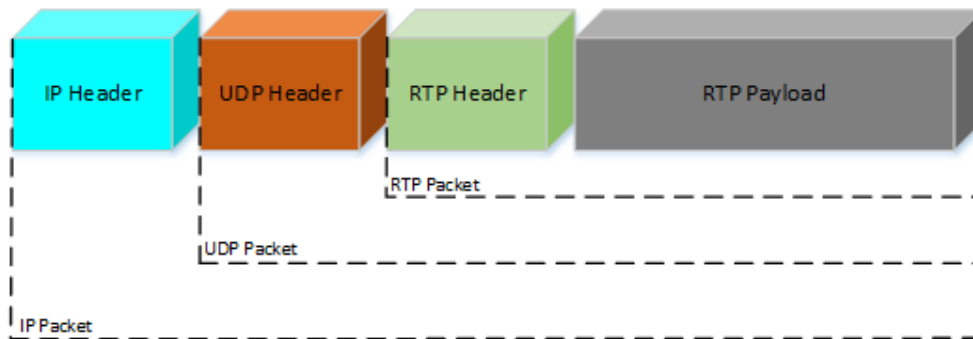 IP Header
UDP Header
RTP Header
RTP Payload
RTP Packet
UDP Packet
IP Packet